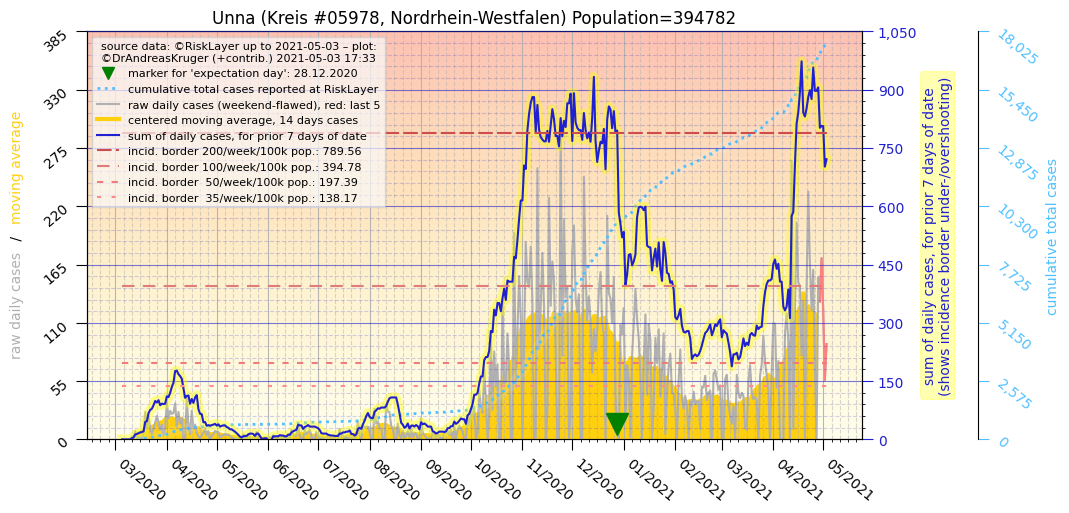 Unna (Kreis #05978, Nordrhein-Westfalen) Population=394782
source data: ©RiskLayer up to 2021-05-03 – plot:
©DrAndreasKruger (+contrib.) 2021-05-03 17:33
marker for 'expectation day': 28.12.2020
cumulative total cases reported at RiskLayer
raw daily cases (weekend-flawed), red: last 5
centered moving average, 14 days cases
sum of daily cases, for prior 7 days of date
incid. border 200/week/100k pop.: 789.56
incid. border 100/week/100k pop.: 394.78
incid. border  50/week/100k pop.: 197.39
incid. border  35/week/100k pop.: 138.17
raw daily cases  /  moving average
385
330
275
220
165
110
55
0
03/2020
04/2020
05/2020
06/2020
07/2020
08/2020
09/2020
10/2020
11/2020
12/2020
01/2021
02/2021
03/2021
04/2021
05/2021
1,050
900
750
600
450
300
150
0
sum of daily cases, for prior 7 days of date
(shows incidence border under-/overshooting)
18,025
15,450
12,875
10,300
7,725
5,150
2,575
0
cumulative total cases